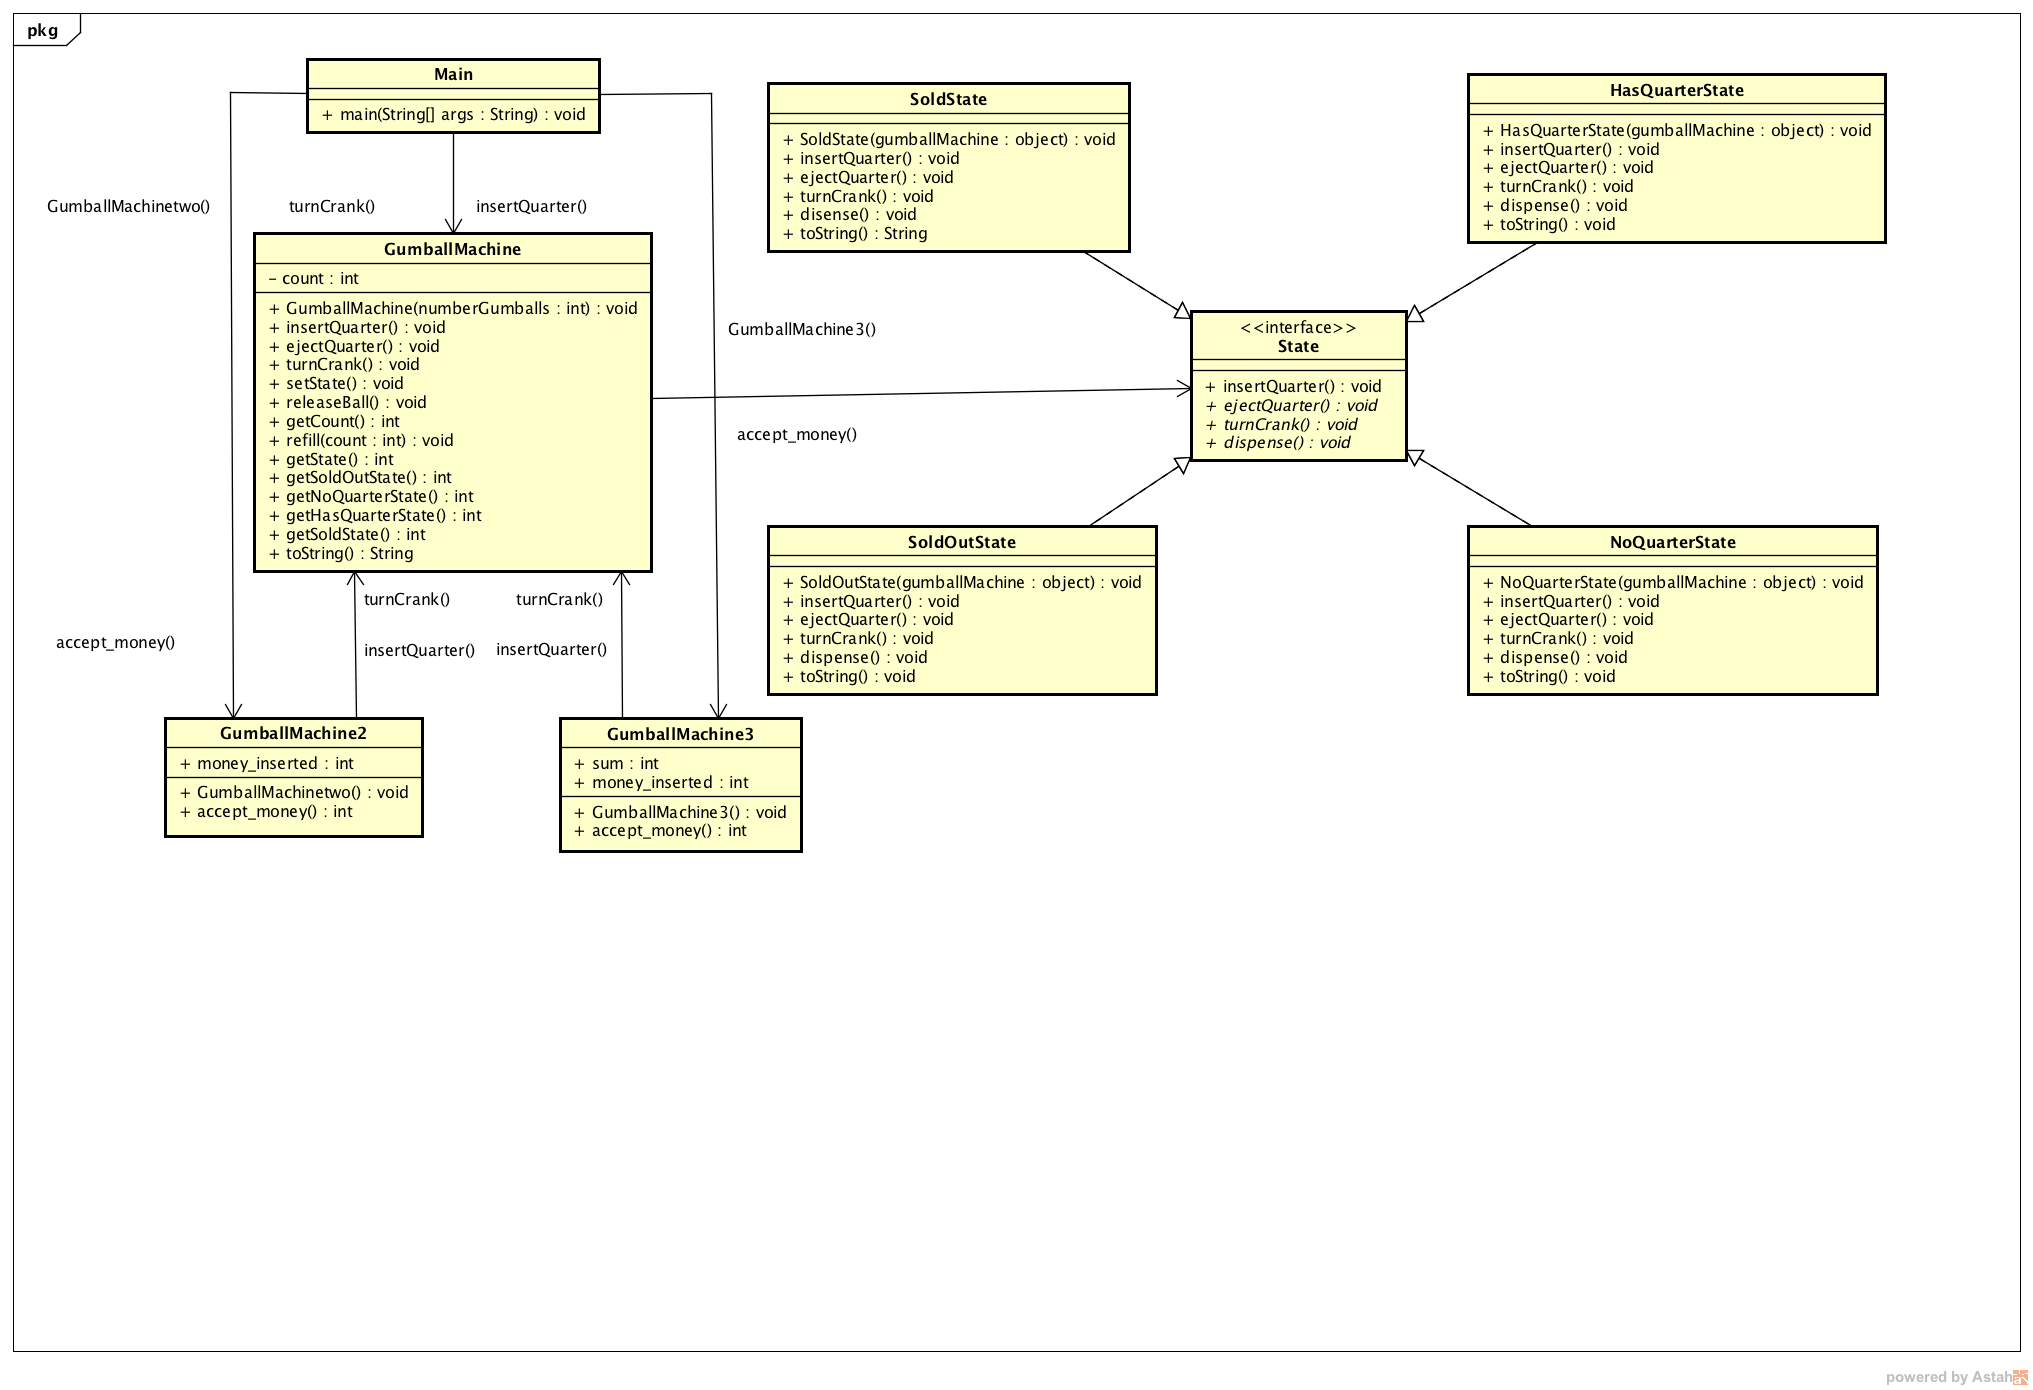 pkg
Main
+ main(String[] args : String) : void
GumballMachinetwo()
turnCrank()
insertQuarter()
GumballMachine
- count : int
+ GumballMachine(numberGumballs : int) : void
+ insertQuarter() : void
+ ejectQuarter() : void
+ turnCrank() : void
+ setState() : void
+ releaseBall() : void
+ getCount() : int
+ refill(count : int) : void
+ getState() : int
+ getSoldOutState() : int
+ getNoQuarterState() : int
+ getHasQuarterState() : int
+ getSoldState() : int
+ toString() : String
GumballMachine3()
accept_money()
SoldState
+ SoldState(gumballMachine : object) : void
+ insertQuarter() : void
+ ejectQuarter() : void
+ turnCrank() : void
+ disense() : void
+ toString() : String
HasQuarterState
+ HasQuarterState(gumballMachine : object) : void
+ insertQuarter() : void
+ ejectQuarter() : void
+ turnCrank() : void
+ dispense() : void
+ toString() : void
<<interface>>
State
+ insertQuarter() : void
+ ejectQuarter() : void
+ turnCrank() : void
+ dispense() : void
SoldOutState
+ SoldOutState(gumballMachine : object) : void
+ insertQuarter() : void
+ ejectQuarter() : void
+ turnCrank() : void
+ dispense() : void
+ toString() : void
NoQuarterState
+ NoQuarterState(gumballMachine : object) : void
+ insertQuarter() : void
+ ejectQuarter() : void
+ turnCrank() : void
+ dispense() : void
+ toString() : void
accept_money()
turnCrank()
insertQuarter()
turnCrank()
insertQuarter()
GumballMachine2
+ money_inserted : int
+ GumballMachinetwo() : void
+ accept_money() : int
GumballMachine3
+ sum : int
+ money_inserted : int
+ GumballMachine3() : void
+ accept_money() : int
powered by Astah